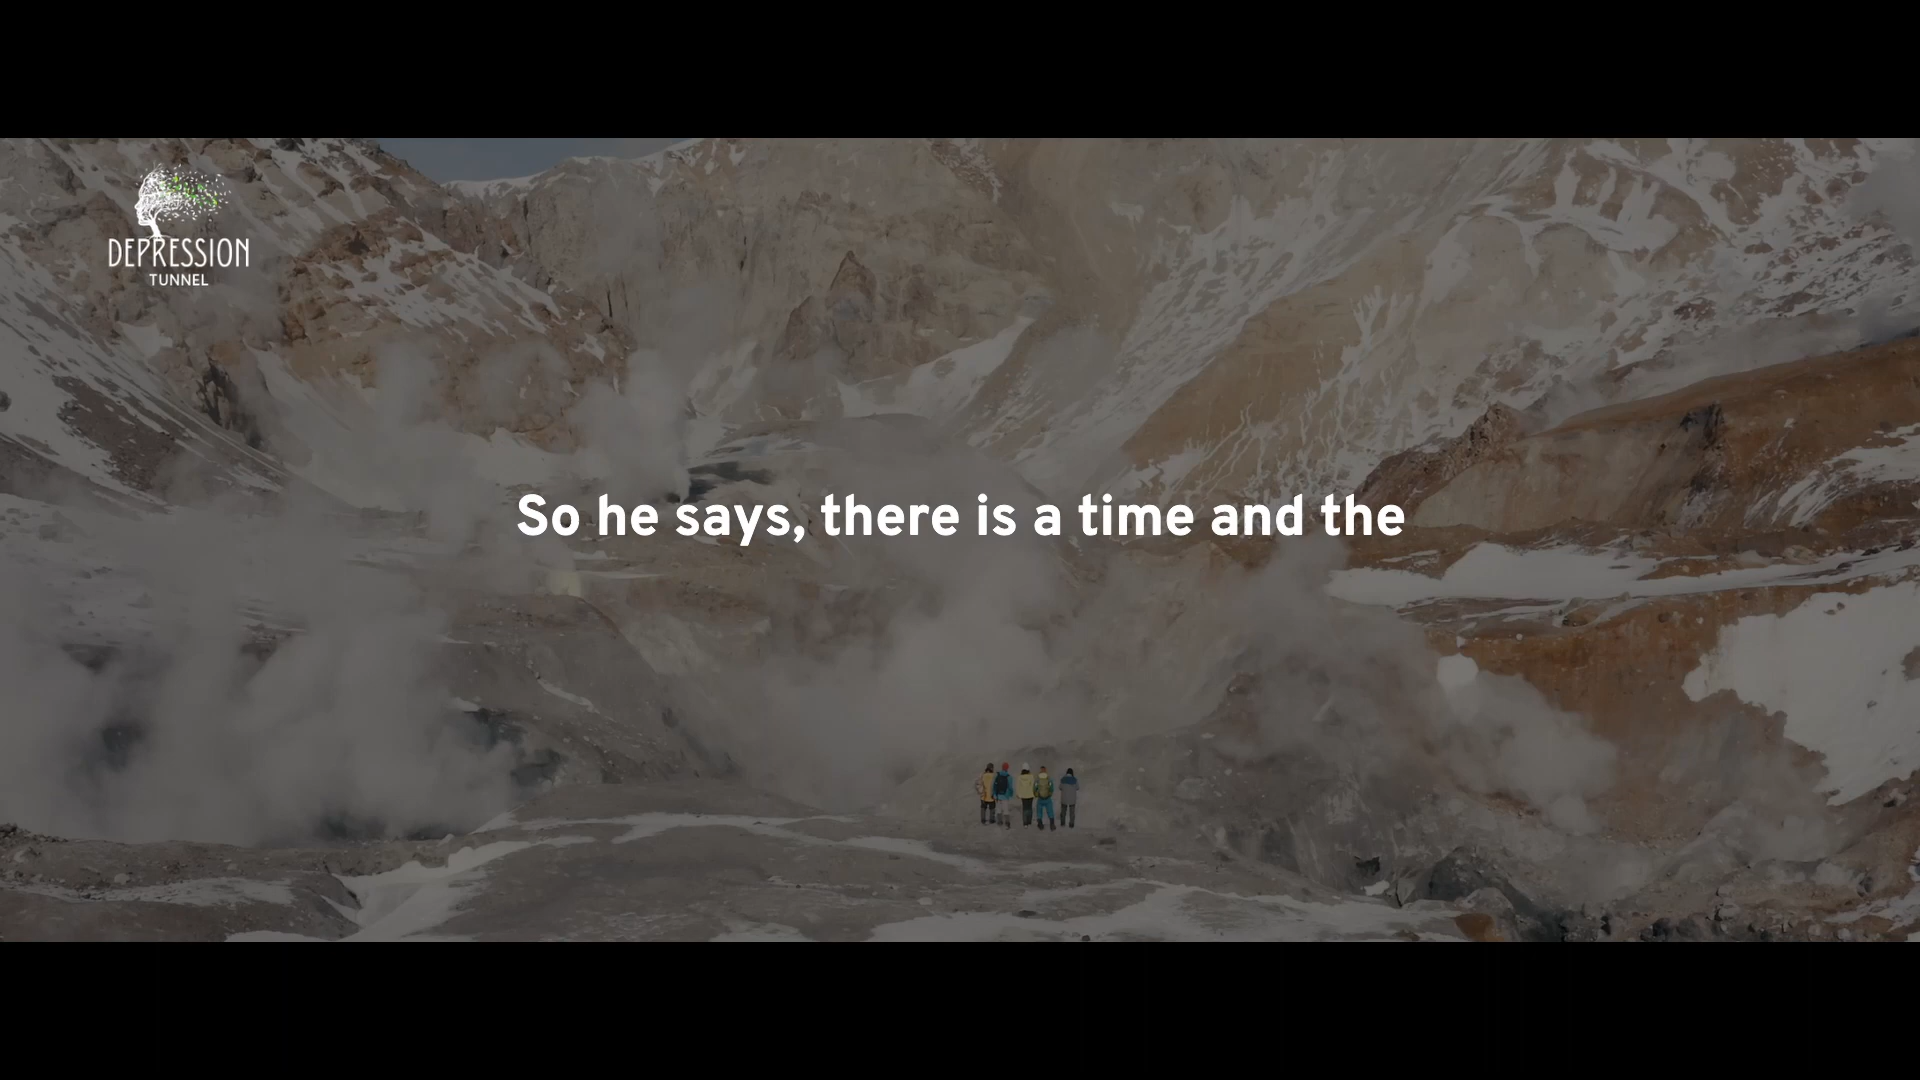 DEPRESSION
TUNNEL
So he says, there is a time and the